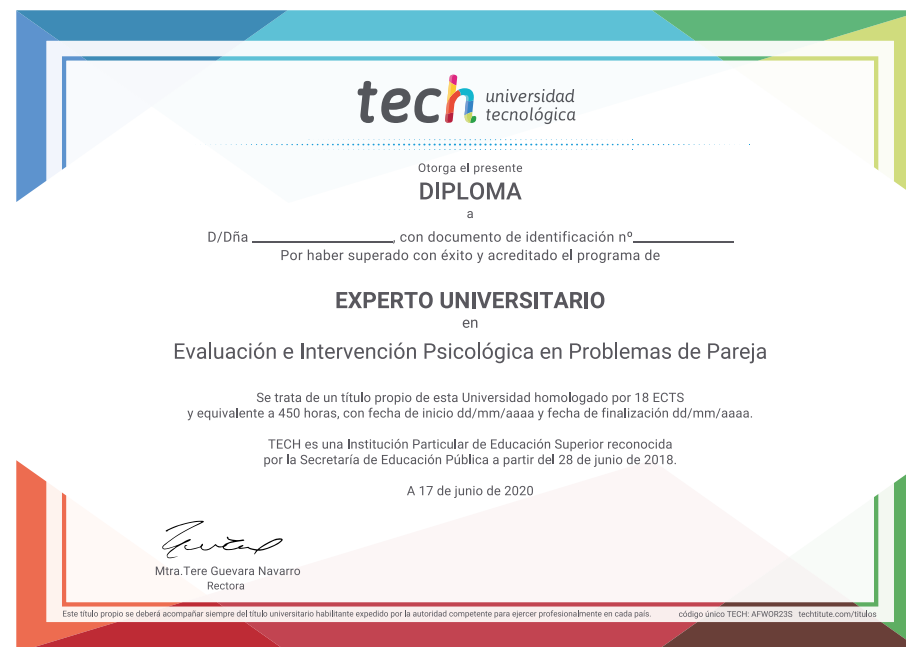 tech universidad
tecnológica
Otorga el presente
DIPLOMA
a
D/Dña ____________________, con documento de identificación nº______________
Por haber superado con éxito y acreditado el programa de
EXPERTO UNIVERSITARIO
en
Evaluación e Intervención Psicológica en Problemas de Pareja
Se trata de un título propio de esta Universidad homologado por 18 ECTS
y equivalente a 450 horas, con fecha de inicio dd/mm/aaaa y fecha de finalización dd/mm/aaaa.
TECH es una Institución Particular de Educación Superior reconocida
por la Secretaría de Educación Pública a partir del 28 de junio de 2018.
A 17 de junio de 2020
Mtra.Tere Guevara Navarro
Rectora
Este título propio se deberá acompañar siempre del título universitario habilitante expedido por la autoridad competente para ejercer profesionalmente en cada país. código único TECH: AFWOR23S techtitute.com/titulos